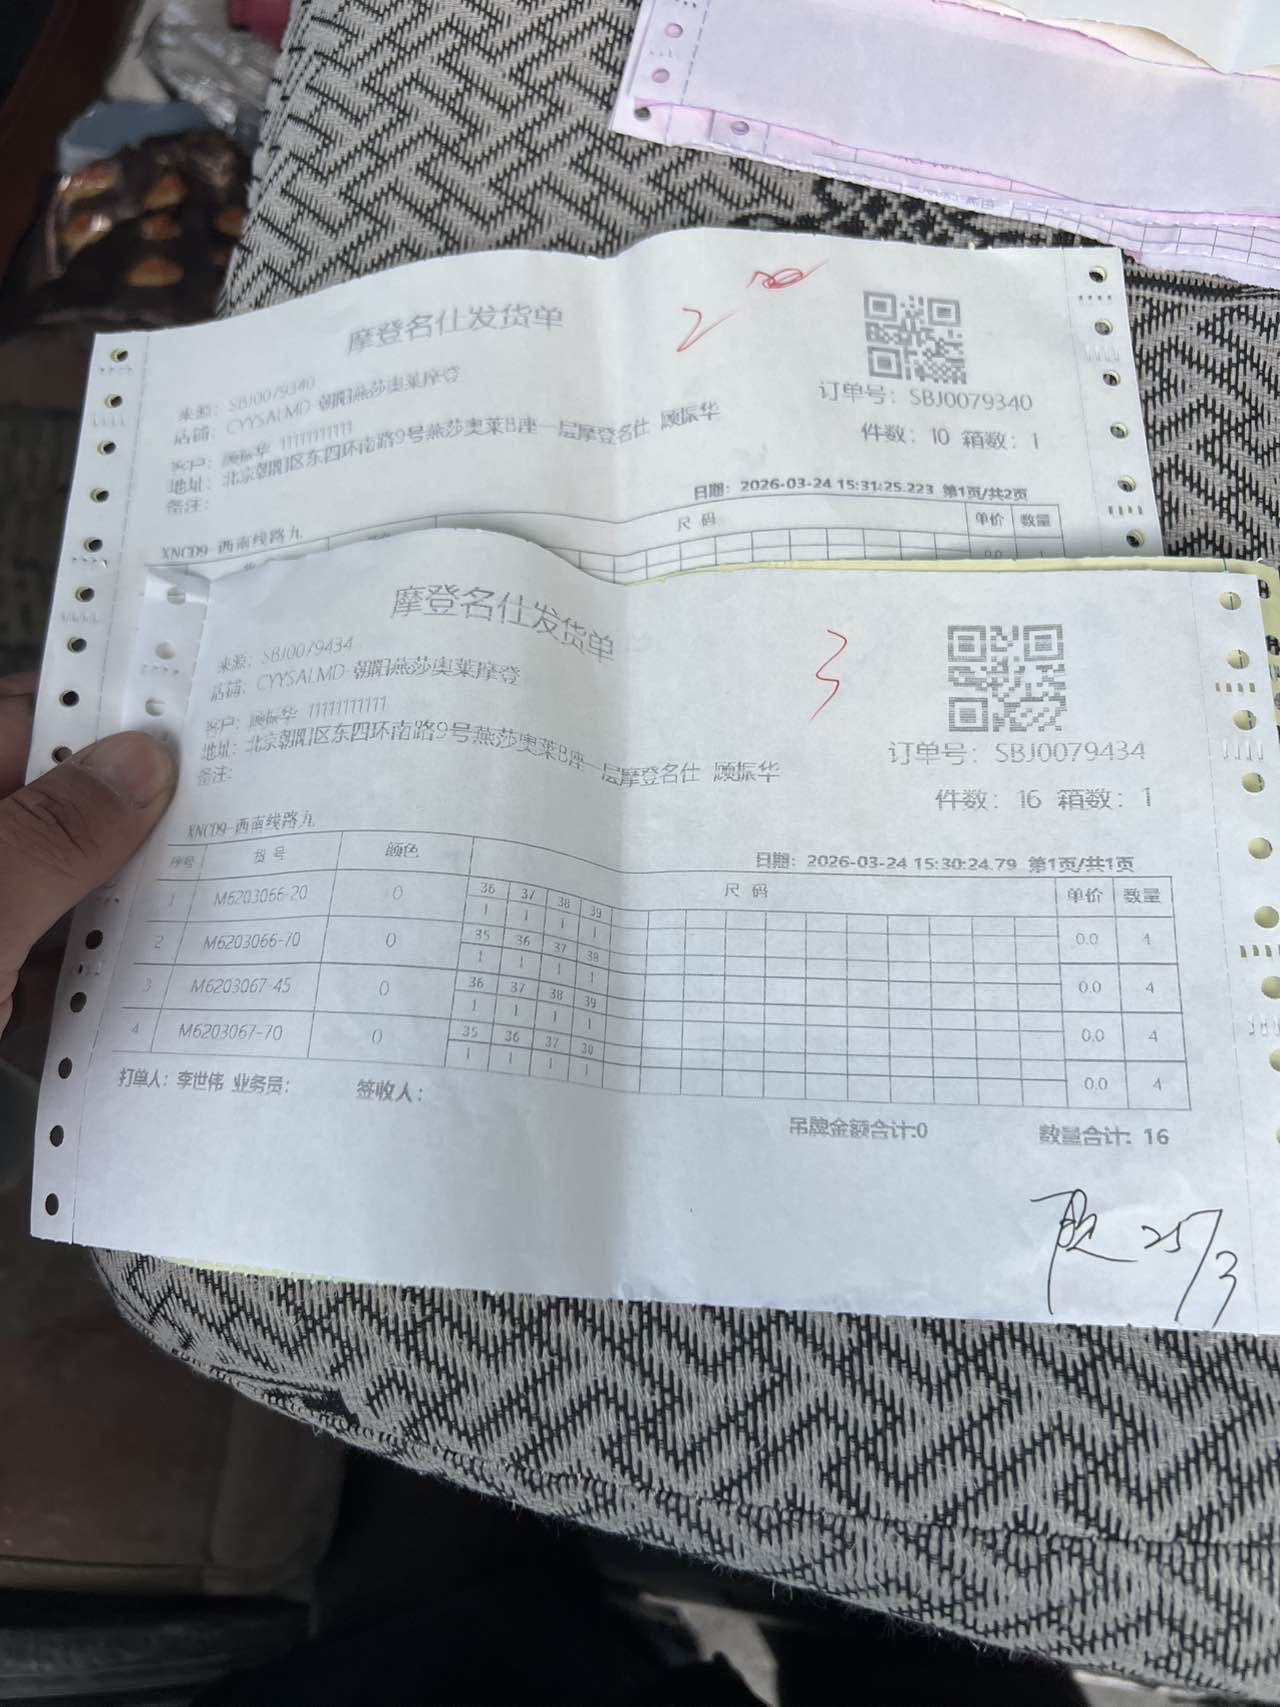 摩登名仕发货单
2
订单号：SBJ0079340
来源：SBJ0079340
店铺：CYYSALMD-朝阳燕莎奥莱摩登
件数：10 箱数：1
客户：顾振华 11111111111
地址：北京朝阳区东四环南路9号燕莎奥莱B座一层摩登名仕 顾振华
备注：
日期：2026-03-24 15:31:25.223 第1页/共2页
XNCD9-西南线路九
尺码 单价 数量
0.0 1
摩登名仕发货单
3
订单号：SBJ0079434
来源：SBJ0079434
店铺：CYYSALMD-朝阳燕莎奥莱摩登
件数：16 箱数：1
客户：顾振华 11111111111
地址：北京朝阳区东四环南路9号燕莎奥莱B座一层摩登名仕 顾振华
备注：
XNCD9-西南线路九
日期：2026-03-24 15:30:24.79 第1页/共1页
序号 货号 颜色 尺码 单价 数量
1 M6203066-20 0 36 37 38 39 0.0 4
1 1 1 1
2 M6203066-70 0 35 36 37 38 0.0 4
1 1 1 1
3 M6203067-45 0 36 37 38 39 0.0 4
1 1 1 1
4 M6203067-70 0 35 36 37 38 0.0 4
1 1 1 1
打单人：李世伟 业务员： 签收人：
吊牌金额合计:0 数量合计：16
25/3